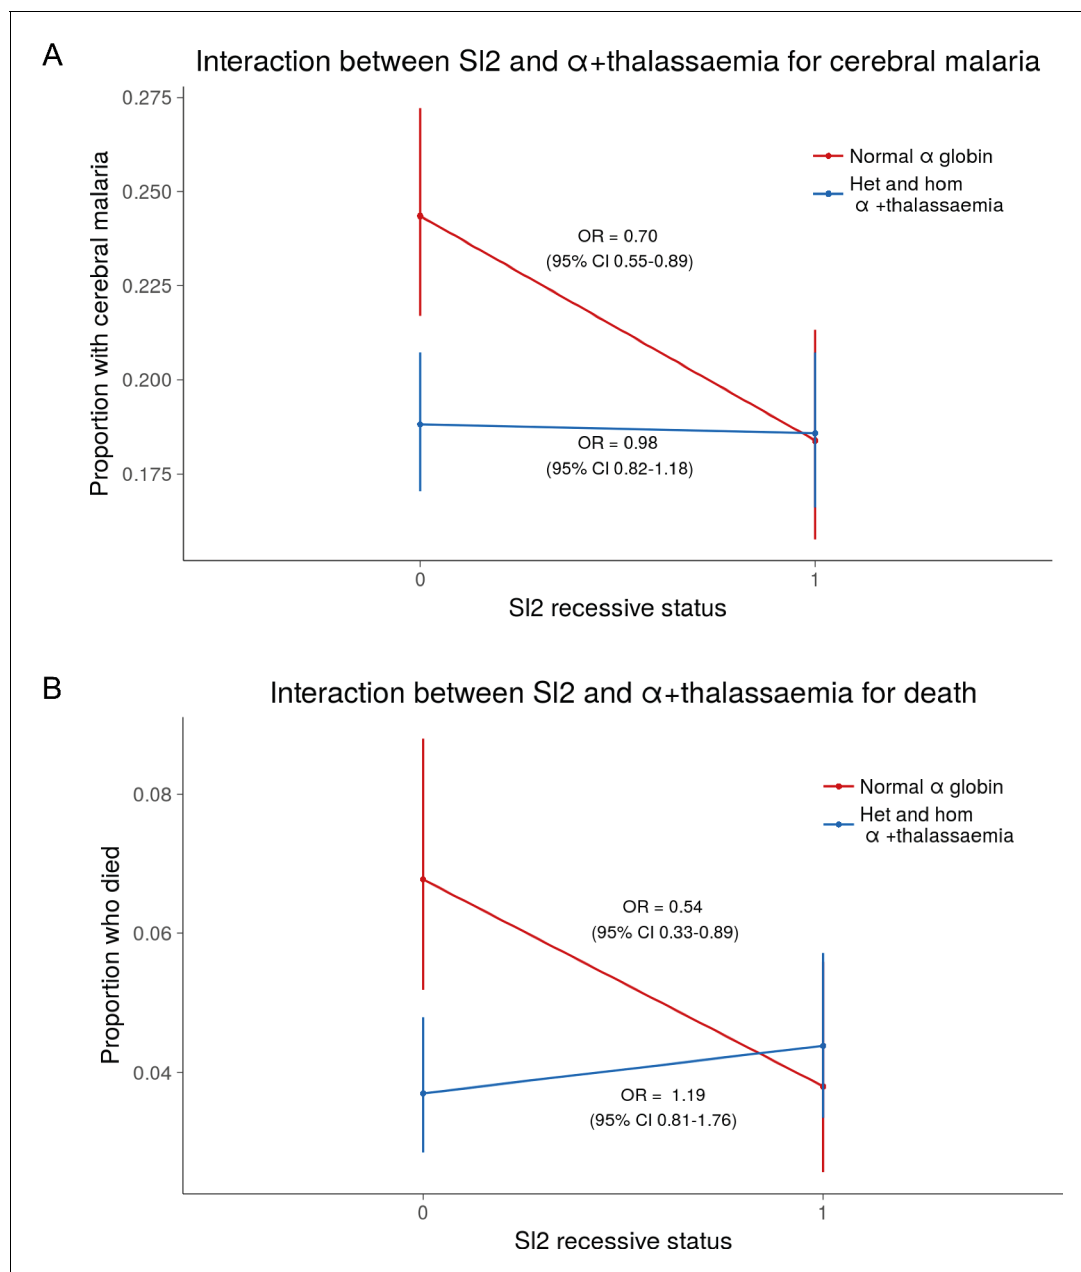 A
Interaction between Sl2 and α+thalassaemia for cerebral malaria
Proportion with cerebral malaria
0.275
0.250
0.225
0.200
0.175
Normal α globin
Het and hom
α +thalassaemia
OR = 0.70
(95% CI 0.55-0.89)
OR = 0.98
(95% CI 0.82-1.18)
0
1
Sl2 recessive status
B
Interaction between Sl2 and α+thalassaemia for death
Proportion who died
0.08
0.06
0.04
Normal α globin
Het and hom
α +thalassaemia
OR = 0.54
(95% CI 0.33-0.89)
OR = 1.19
(95% CI 0.81-1.76)
0
1
Sl2 recessive status